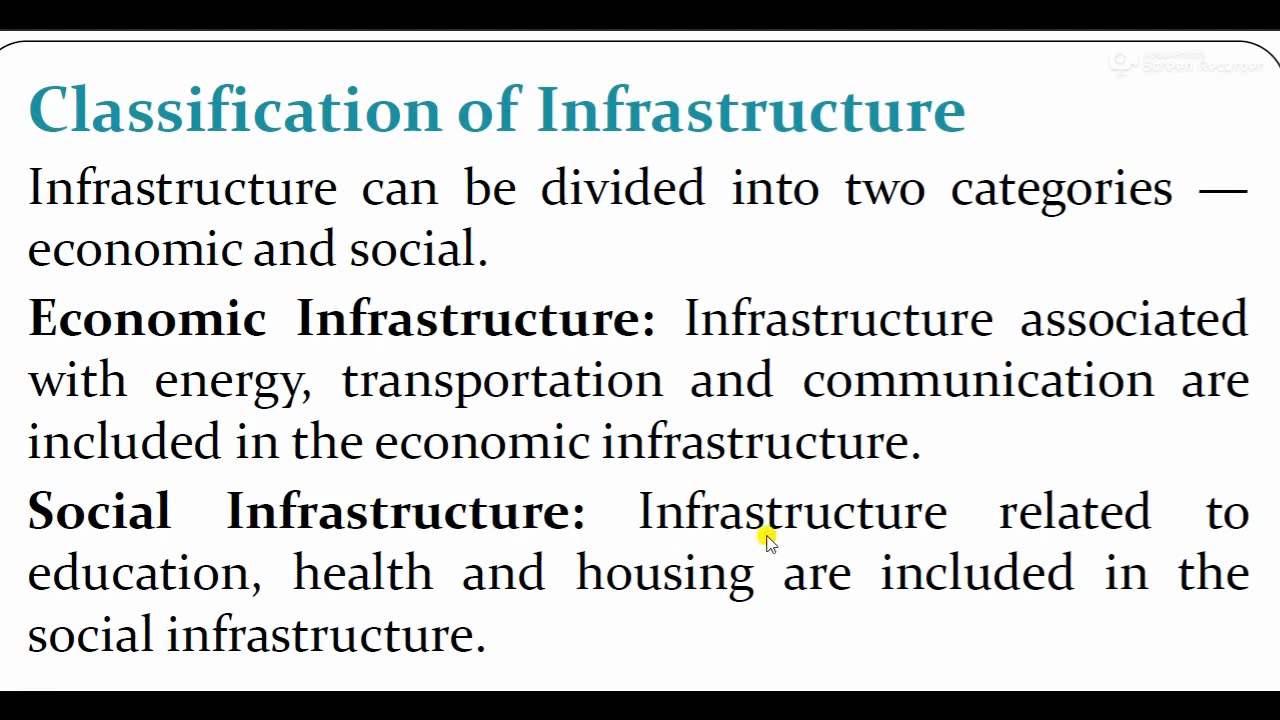 Screen Recorder
Classification of Infrastructure
Infrastructure can be divided into two categories —
economic and social.
Economic Infrastructure: Infrastructure associated
with energy, transportation and communication are
included in the economic infrastructure.
Social Infrastructure: Infrastructure related to
education, health and housing are included in the
social infrastructure.